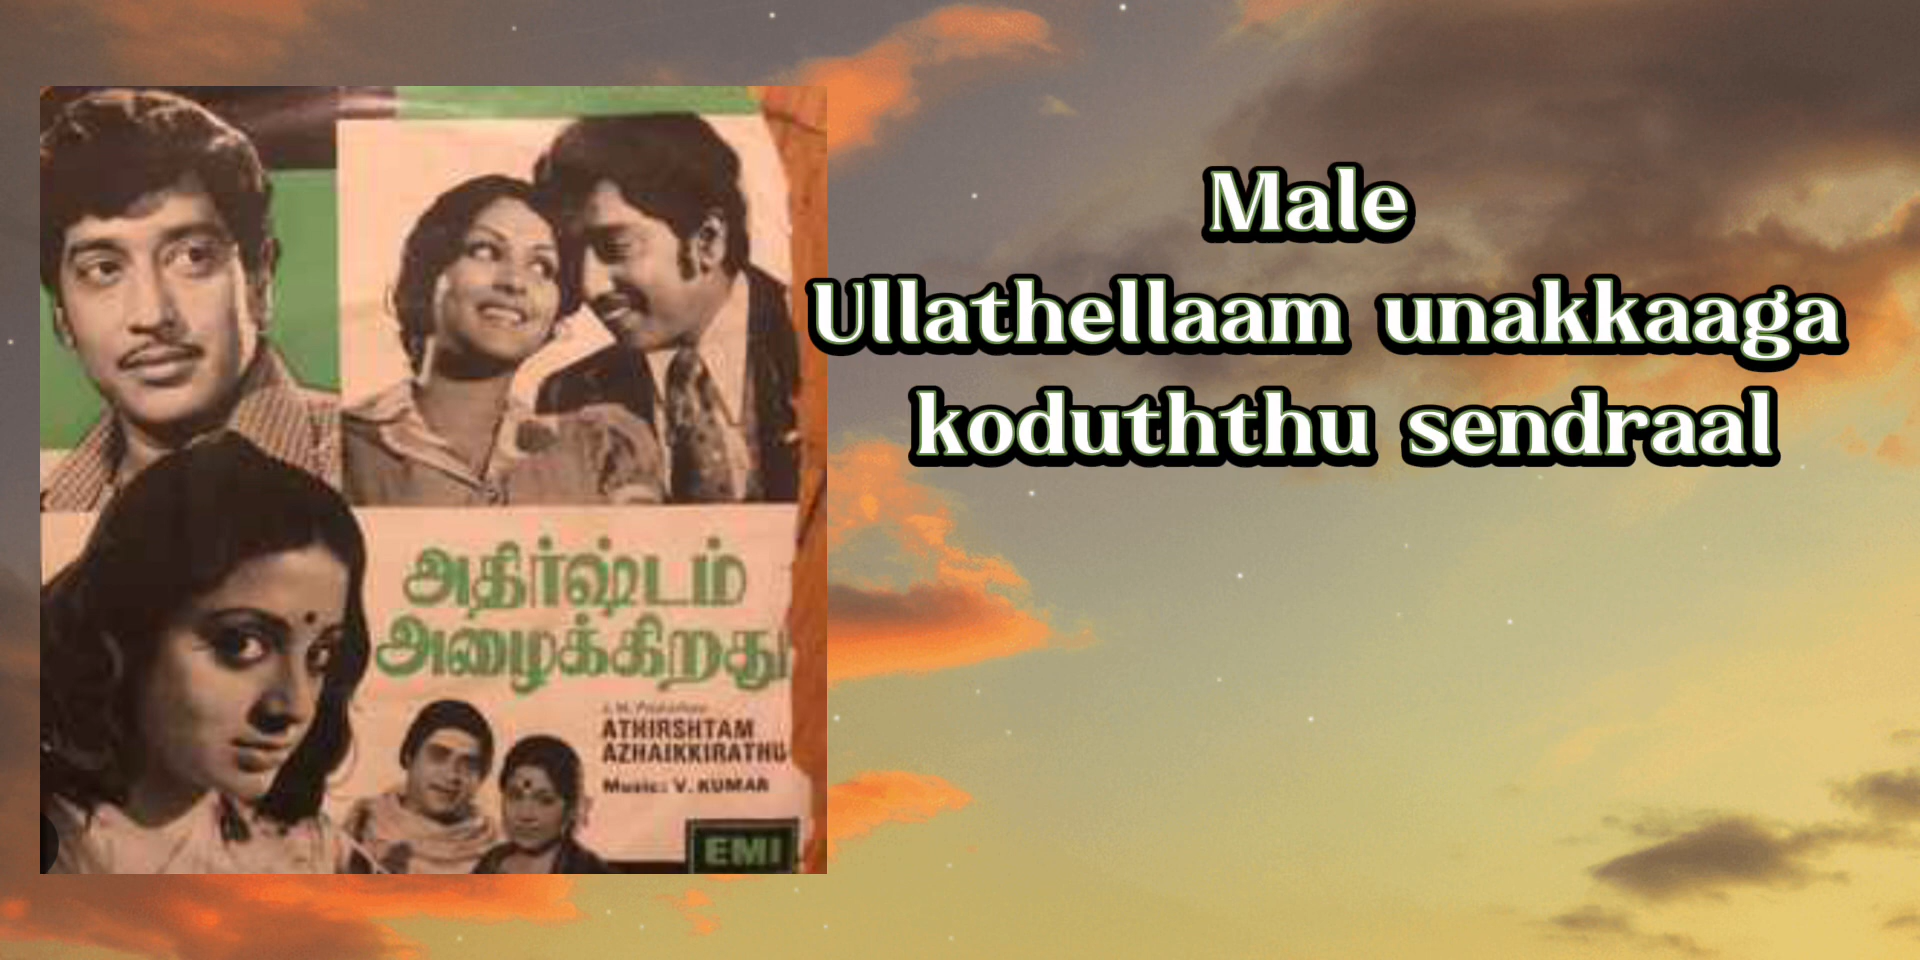 அதிர்ஷ்டம்
அழைக்கிறது
ATHIRSHTAM
AZHAIKKIRATHU
Music: V. KUMAR
EMI
Male
Ullathellaam unakkaaga
koduththu sendraal